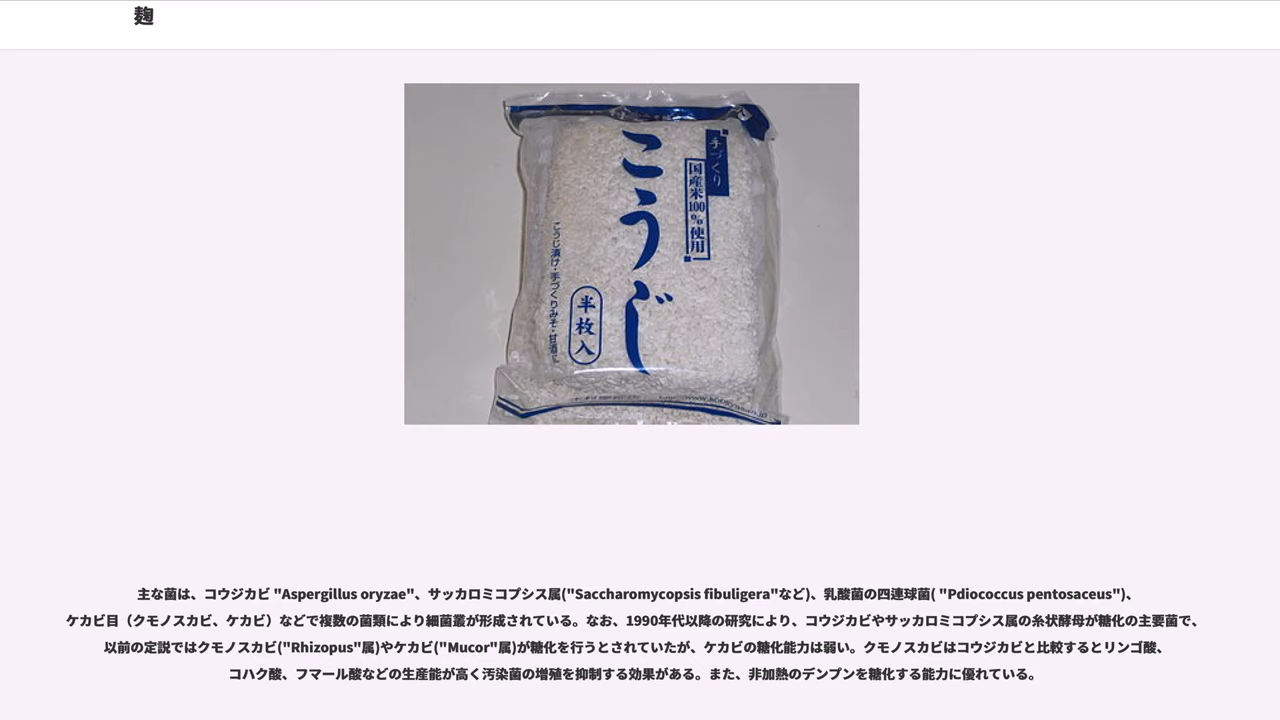 麹
手づくり
国産米100%使用
こうじ
半枚入
こうじ漬け・手づくりみそ・甘酒に
主な菌は、コウジカビ "Aspergillus oryzae"、サッカロミコプシス属("Saccharomycopsis fibuligera"など)、乳酸菌の四連球菌( "Pdiococcus pentosaceus")、
ケカビ目（クモノスカビ、ケカビ）などで複数の菌類により細菌叢が形成されている。なお、1990年代以降の研究により、コウジカビやサッカロミコプシス属の糸状酵母が糖化の主要菌で、
以前の定説ではクモノスカビ("Rhizopus"属)やケカビ("Mucor"属)が糖化を行うとされていたが、ケカビの糖化能力は弱い。クモノスカビはコウジカビと比較するとリンゴ酸、
コハク酸、フマール酸などの生産能が高く汚染菌の増殖を抑制する効果がある。また、非加熱のデンプンを糖化する能力に優れている。